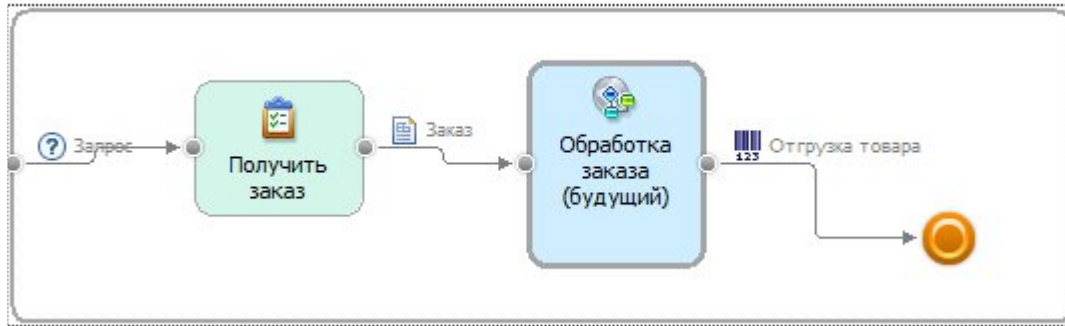 Запрос
Получить
заказ
Заказ
Обработка
заказа
(будущий)
123
Отгрузка товара